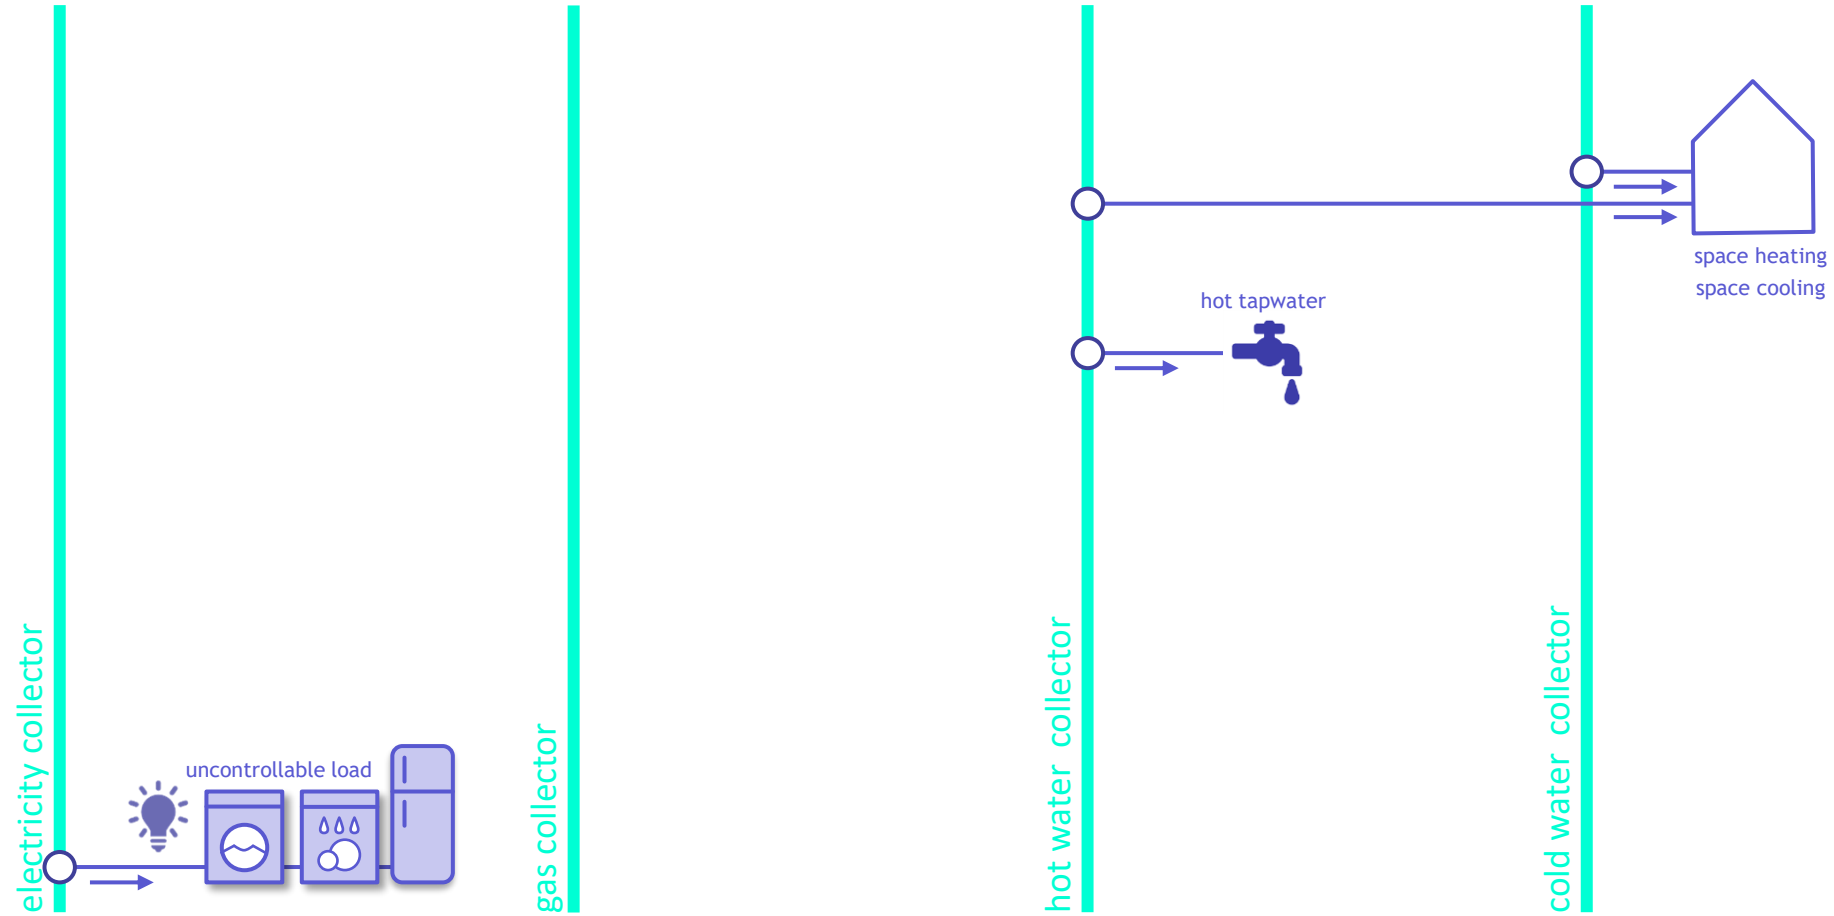 space heating
space cooling
hot tapwater
uncontrollable load
electricity collector
gas collector
hot water collector
cold water collector